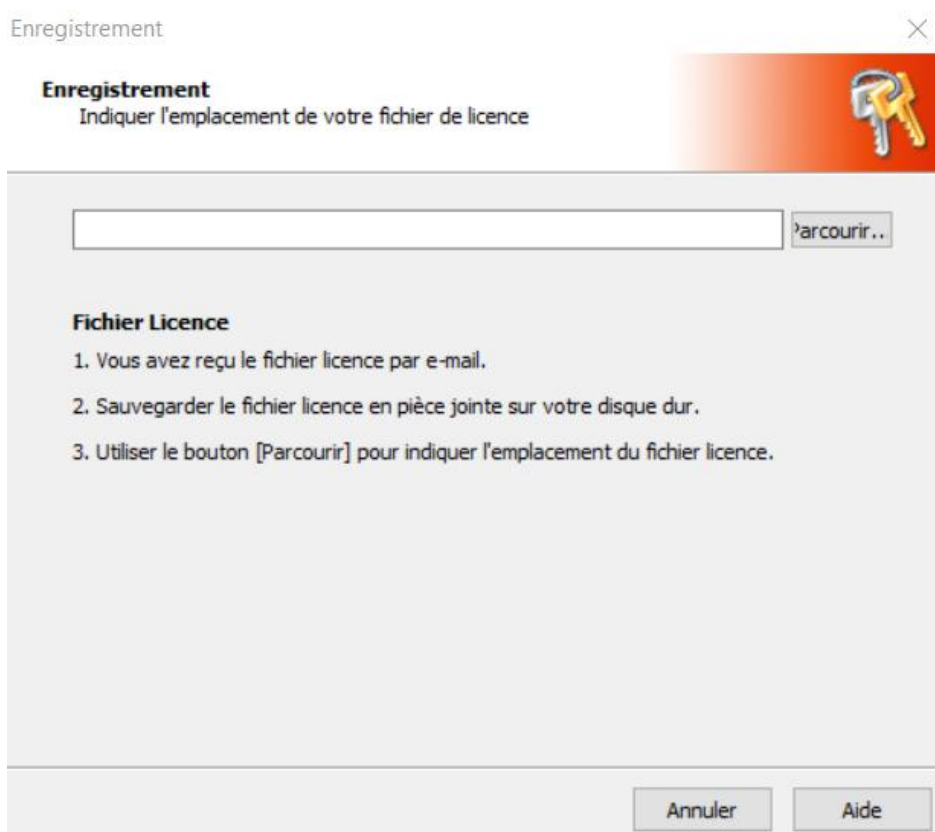 Enregistrement
Enregistrement
Indiquer l'emplacement de votre fichier de licence
Parcourir..
Fichier Licence
1. Vous avez reçu le fichier licence par e-mail.
2. Sauvegarder le fichier licence en pièce jointe sur votre disque dur.
3. Utiliser le bouton [Parcourir] pour indiquer l'emplacement du fichier licence.
Annuler
Aide